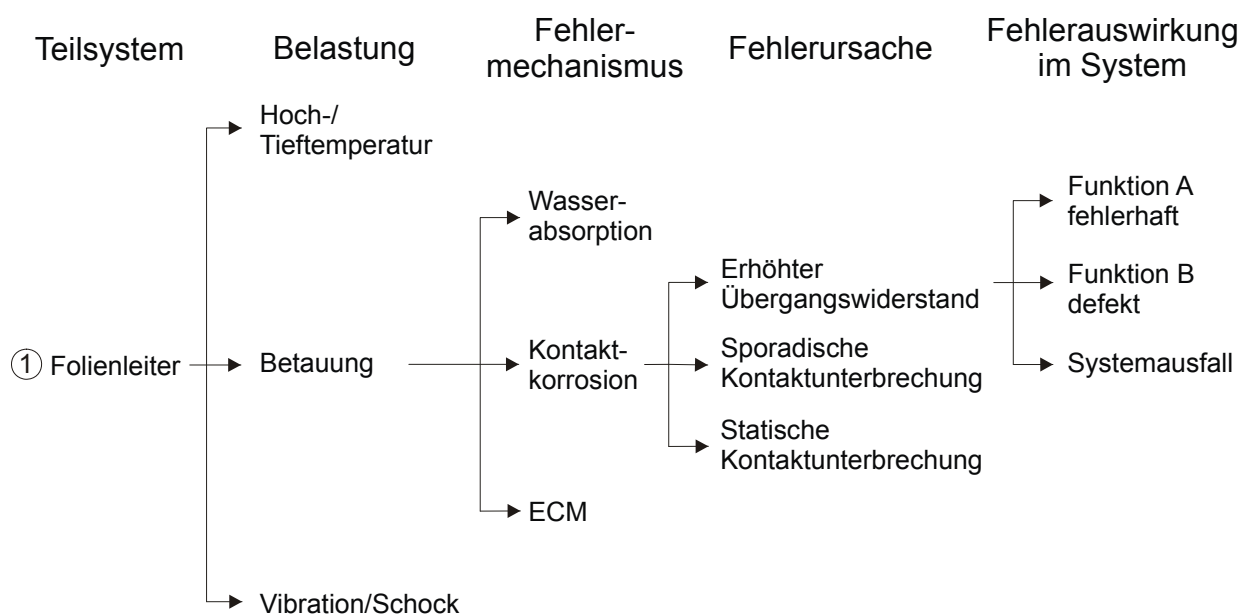 Teilsystem
Belastung
Fehler-
mechanismus
Fehlerursache
Fehlerauswirkung
im System
① Folienleiter
Hoch-/
Tieftemperatur
Betauung
Vibration/Schock
Wasser-
absorption
Kontakt-
korrosion
ECM
Erhöhter
Übergangswiderstand
Sporadische
Kontaktunterbrechung
Statische
Kontaktunterbrechung
Funktion A
fehlerhaft
Funktion B
defekt
Systemausfall